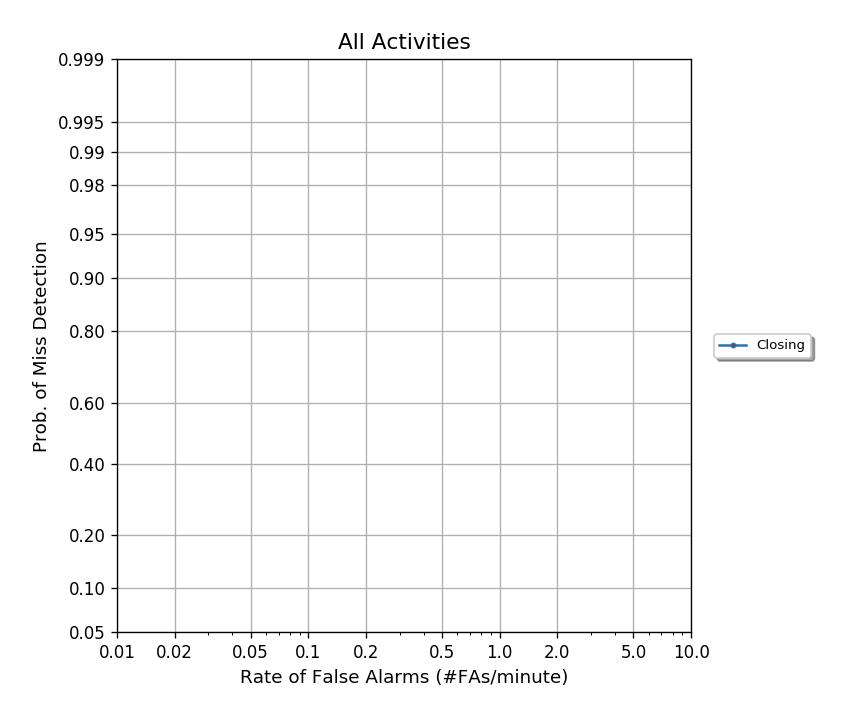 All Activities
0.999
0.995
0.99
0.98
0.95
0.90
0.80
0.60
0.40
0.20
0.10
0.05
Prob. of Miss Detection
0.01 0.02 0.05 0.1 0.2 0.5 1.0 2.0 5.0 10.0
Rate of False Alarms (#FAs/minute)
Closing